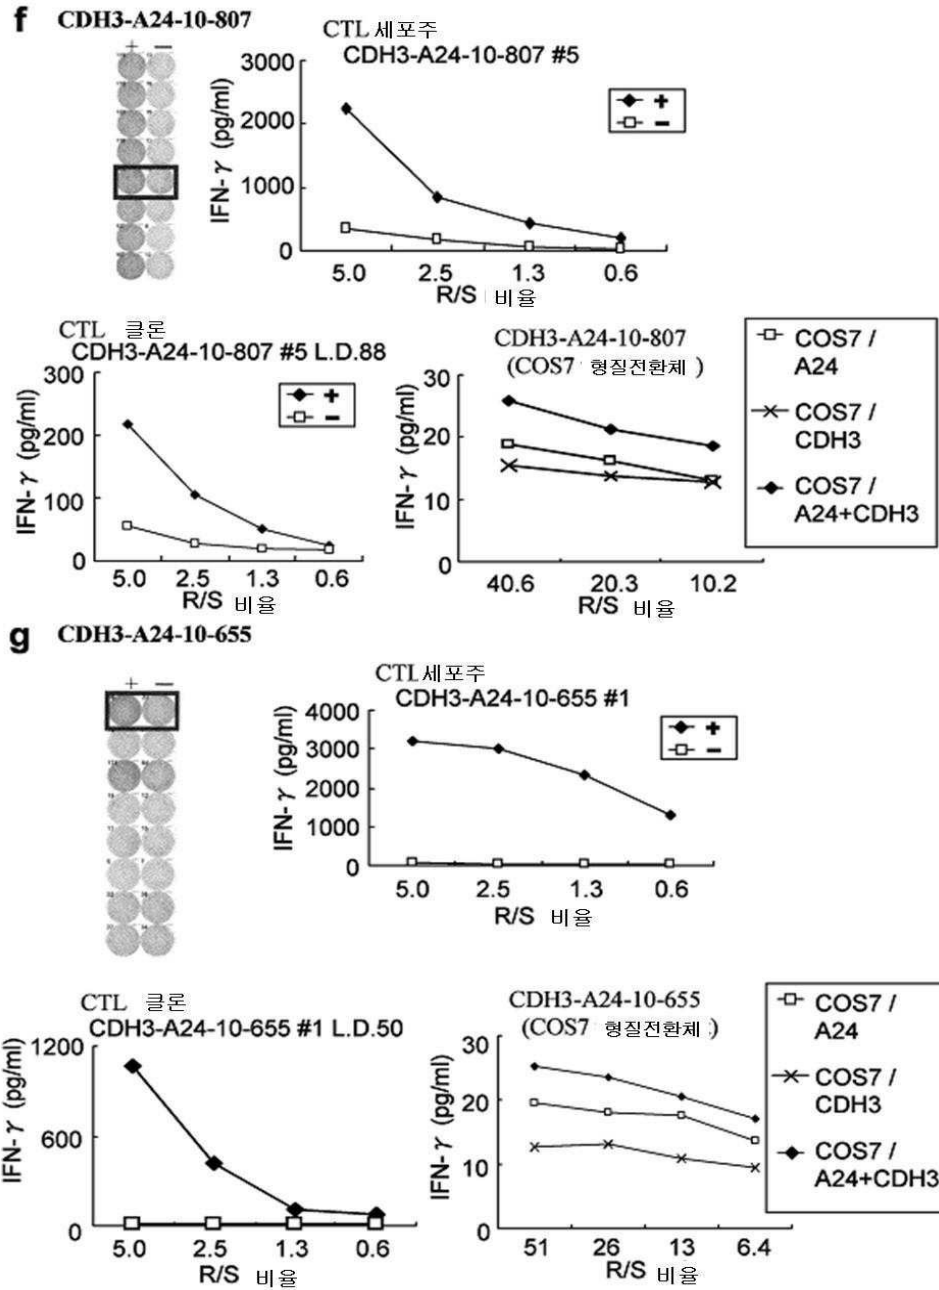 f CDH3-A24-10-807
+ −
CTL 세포주
CDH3-A24-10-807 #5
IFN-γ (pg/ml)
3000
2000
1000
0
5.0 2.5 1.3 0.6
R/S 비율
+
−
CTL 클론
CDH3-A24-10-807 #5 L.D.88
IFN-γ (pg/ml)
300
200
100
0
5.0 2.5 1.3 0.6
R/S 비율
+
−
CDH3-A24-10-807
(COS7 형질전환체 )
IFN-γ (pg/ml)
30
20
10
0
40.6 20.3 10.2
R/S 비율
COS7 /
A24
COS7 /
CDH3
COS7 /
A24+CDH3
g CDH3-A24-10-655
+ −
CTL 세포주
CDH3-A24-10-655 #1
IFN-γ (pg/ml)
4000
3000
2000
1000
0
5.0 2.5 1.3 0.6
R/S 비율
+
−
CTL 클론
CDH3-A24-10-655 #1 L.D.50
IFN-γ (pg/ml)
1200
600
0
5.0 2.5 1.3 0.6
R/S 비율
CDH3-A24-10-655
(COS7 형질전환체 )
IFN-γ (pg/ml)
30
20
10
0
51 26 13 6.4
R/S 비율
COS7 /
A24
COS7 /
CDH3
COS7 /
A24+CDH3